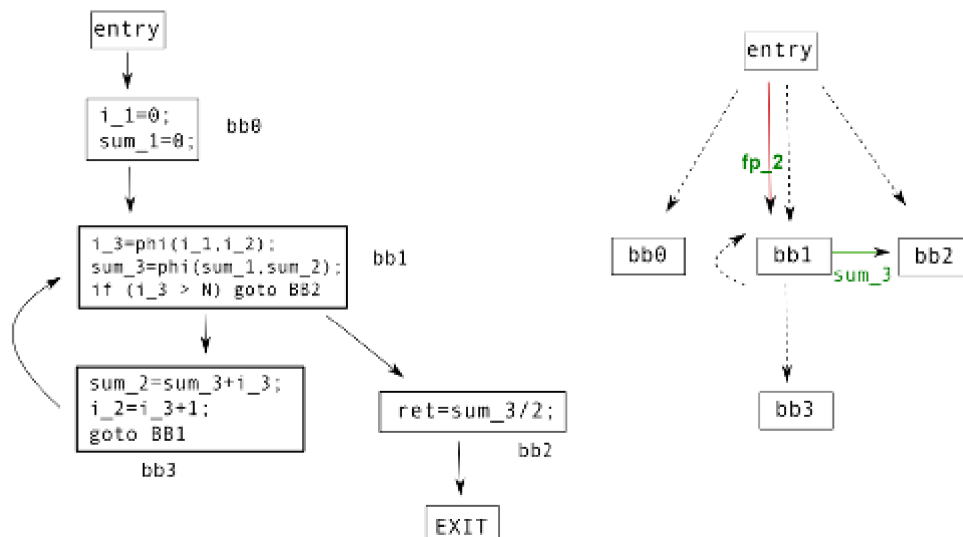 entry
i_1=0;
sum_1=0;
bb0
i_3=phi(i_1,i_2);
sum_3=phi(sum_1,sum_2);
if (i_3 > N) goto BB2
bb1
sum_2=sum_3+i_3;
i_2=i_3+1;
goto BB1
bb3
ret=sum_3/2;
bb2
EXIT
entry
fp_2
bb0
bb1
sum_3
bb2
bb3